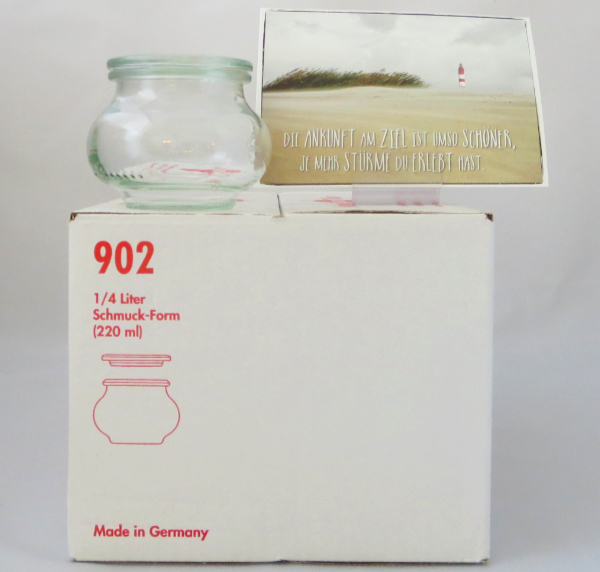 DIE ANKUNFT AM ZIEL IST UMSO SCHÖNER,
JE MEHR STÜRME DU ERLEBT HAST.
902
1/4 Liter
Schmuck-Form
(220 ml)
Made in Germany